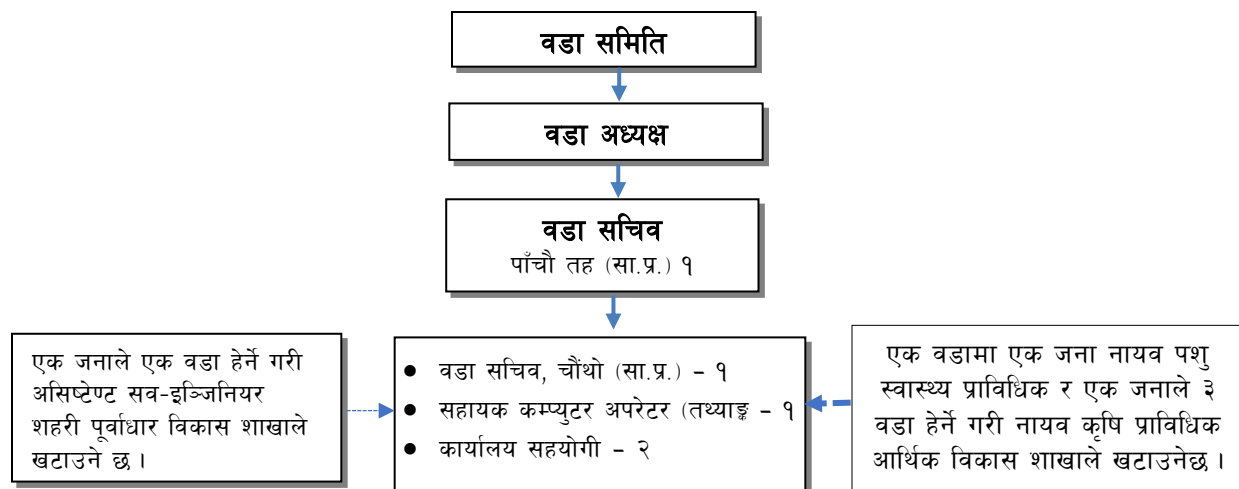 वडा समिति
वडा अध्यक्ष
वडा सचिव
पाँचौ तह (सा.प्र.) १
एक जनाले एक वडा हेर्ने गरी
असिष्टेण्ट सव-इञ्जिनियर
शहरी पूर्वाधार विकास शाखाले
खटाउने छ ।
● वडा सचिव, चौंथो (सा.प्र.) – १
● सहायक कम्प्युटर अपरेटर (तथ्याङ्क – १
● कार्यालय सहयोगी – २
एक वडामा एक जना नायव पशु
स्वास्थ्य प्राविधिक र एक जनाले ३
वडा हेर्ने गरी नायव कृषि प्राविधिक
आर्थिक विकास शाखाले खटाउनेछ ।